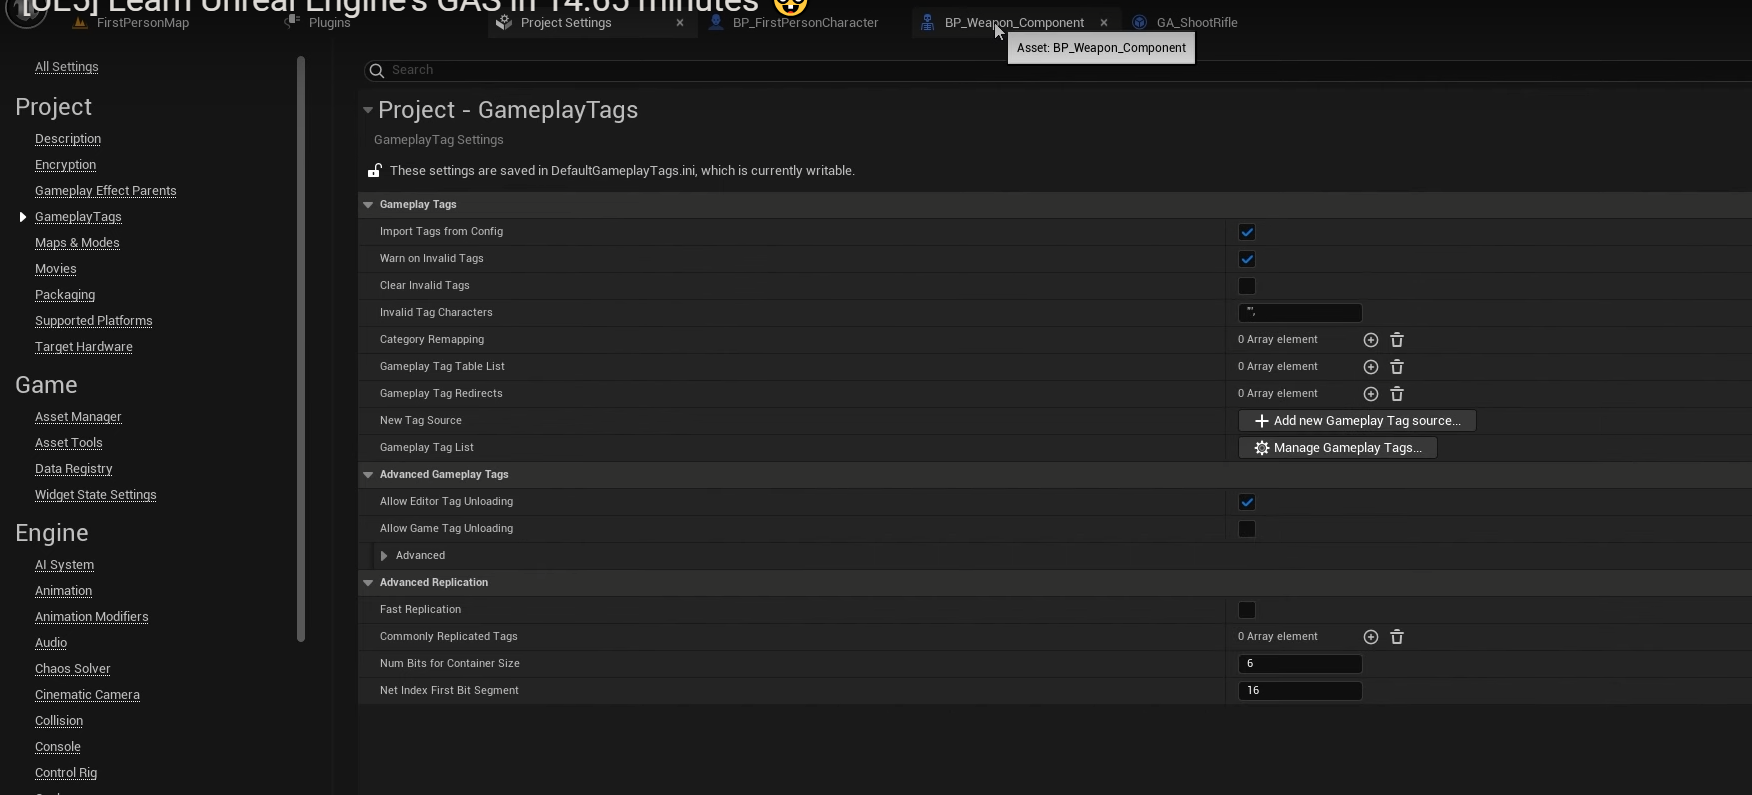 [UE5] Learn Unreal Engine's GAS in 14.65 minutes
FirstPersonMap
Plugins
Project Settings
BP_FirstPersonCharacter
BP_Weapon_Component
GA_ShootRifle
Asset: BP_Weapon_Component
All Settings
Search
Project
Description
Encryption
Gameplay Effect Parents
GameplayTags
Maps & Modes
Movies
Packaging
Supported Platforms
Target Hardware
Game
Asset Manager
Asset Tools
Data Registry
Widget State Settings
Engine
AI System
Animation
Animation Modifiers
Audio
Chaos Solver
Cinematic Camera
Collision
Console
Control Rig
Project - GameplayTags
GameplayTag Settings
These settings are saved in DefaultGameplayTags.ini, which is currently writable.
Gameplay Tags
Import Tags from Config
Warn on Invalid Tags
Clear Invalid Tags
Invalid Tag Characters "',
Category Remapping 0 Array element
Gameplay Tag Table List 0 Array element
Gameplay Tag Redirects 0 Array element
New Tag Source Add new Gameplay Tag source...
Gameplay Tag List Manage Gameplay Tags...
Advanced Gameplay Tags
Allow Editor Tag Unloading
Allow Game Tag Unloading
Advanced
Advanced Replication
Fast Replication
Commonly Replicated Tags 0 Array element
Num Bits for Container Size 6
Net Index First Bit Segment 16